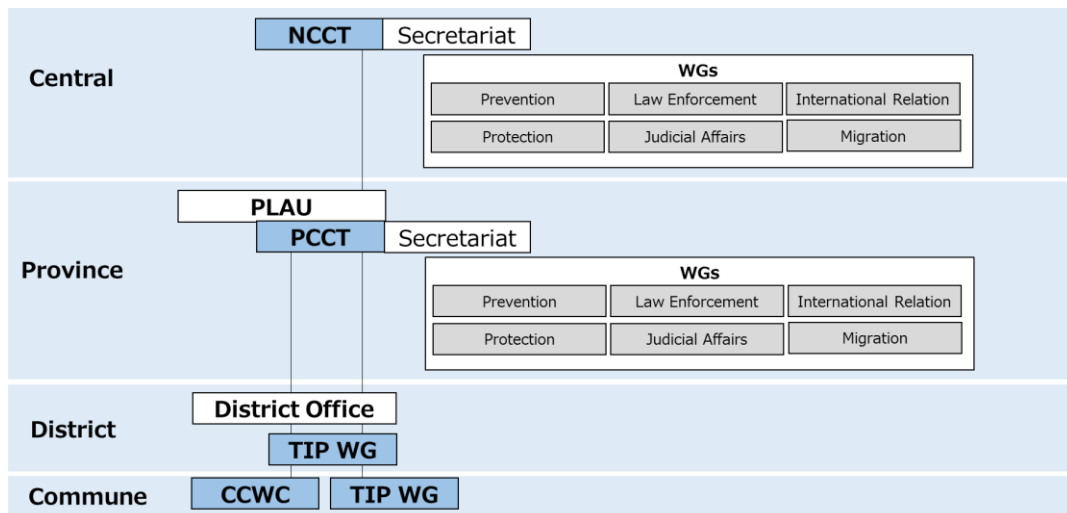 NCCT Secretariat
Central
WGs
Prevention Law Enforcement International Relation
Protection Judicial Affairs Migration
PLAU
PCCT Secretariat
Province
WGs
Prevention Law Enforcement International Relation
Protection Judicial Affairs Migration
District Office
District
TIP WG
Commune CCWC TIP WG